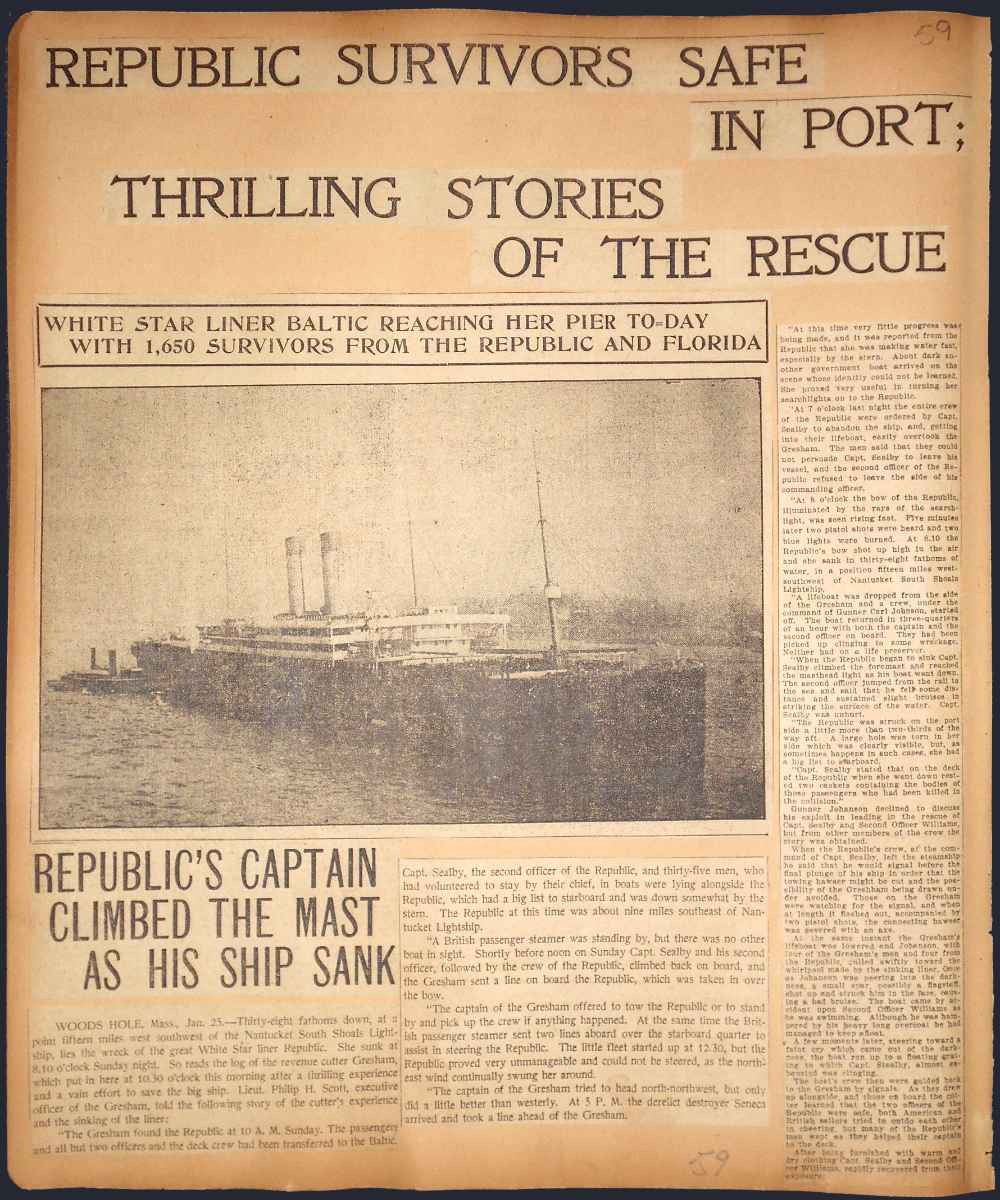 59
REPUBLIC SURVIVORS SAFE
IN PORT;
THRILLING STORIES
OF THE RESCUE
WHITE STAR LINER BALTIC REACHING HER PIER TO=DAY
WITH 1,650 SURVIVORS FROM THE REPUBLIC AND FLORIDA
REPUBLIC'S CAPTAIN
CLIMBED THE MAST
AS HIS SHIP SANK
WOODS HOLE, Mass., Jan. 25.—Thirty-eight fathoms down, at a
point fifteen miles west southwest of the Nantucket South Shoals Light-
ship, lies the wreck of the great White Star liner Republic. She sunk at
8.10 o'clock Sunday night. So reads the log of the revenue cutter Gresham,
which put in here at 10.30 o'clock this morning after a thrilling experience
and a vain effort to save the big ship. Lieut. Philip H. Scott, executive
officer of the Gresham, told the following story of the cutter's experience
and the sinking of the liner:
"The Gresham found the Republic at 10 A. M. Sunday. The passengers
and all but two officers and the deck crew had been transferred to the Baltic.
Capt. Sealby, the second officer of the Republic, and thirty-five men, who
had volunteered to stay by their chief, in boats were lying alongside the
Republic, which had a big list to starboard and was down somewhat by the
stern. The Republic at this time was about nine miles southeast of Nan-
tucket Lightship.
"A British passenger steamer was standing by, but there was no other
boat in sight. Shortly before noon on Sunday Capt. Sealby and his second
officer, followed by the crew of the Republic, climbed back on board, and
the Gresham sent a line on board the Republic, which was taken in over
the bow.
"The captain of the Gresham offered to tow the Republic or to stand
by and pick up the crew if anything happened. At the same time the Brit-
ish passenger steamer sent two lines aboard over the starboard quarter to
assist in steering the Republic. The little fleet started up at 12.30, but the
Republic proved very unmanageable and could not be steered, as the north-
east wind continually swung her around.
"The captain of the Gresham tried to head north-northwest, but only
did a little better than westerly. At 5 P. M. the derelict destroyer Seneca
arrived and took a line ahead of the Gresham.
"At this time very little progress was
being made, and it was reported from the
Republic that she was making water fast,
especially by the stern. About dark an-
other government boat arrived on the
scene whose identity could not be learned.
She proved very useful in turning her
searchlights on to the Republic.
"At 7 o'clock last night the entire crew
of the Republic were ordered by Capt.
Sealby to abandon the ship, and, getting
into their lifeboat, easily overtook the
Gresham. The men said that they could
not persuade Capt. Sealby to leave his
vessel, and the second officer of the Re-
public refused to leave the side of his
commanding officer.
"At 8 o'clock the bow of the Republic,
illuminated by the rays of the search-
light, was seen rising fast. Five minutes
later two pistol shots were heard and two
blue lights were burned. At 8.10 the
Republic's bow shot up high in the air
and she sank in thirty-eight fathoms of
water, in a position fifteen miles west-
southwest of Nantucket South Shoals
Lightship.
"A lifeboat was dropped from the side
of the Gresham and a crew, under the
command of Gunner Carl Johnson, started
off. The boat returned in three-quarters
of an hour with both the captain and the
second officer on board. They had been
picked up clinging to some wreckage.
Neither had on a life preserver.
"When the Republic began to sink Capt.
Sealby climbed the foremast and reached
the masthead light as his boat went down.
The second officer jumped from the rail to
the sea and said that he fell some dis-
tance and sustained slight bruises in
striking the surface of the water. Capt.
Sealby was unhurt.
"The Republic was struck on the port
side a little more than two-thirds of the
way aft. A large hole was torn in her
side which was clearly visible, but, as
sometimes happens in such cases, she had
a big list to starboard.
"Capt. Sealby stated that on the deck
of the Republic when she went down rest-
ed two caskets containing the bodies of
those passengers who had been killed in
the collision."
Gunner Johanson declined to discuss
his exploit in leading in the rescue of
Capt. Sealby and Second Officer Williams,
but from other members of the crew the
story was obtained.
When the Republic's crew, at the com-
mand of Capt. Sealby, left the steamship
he said that he would signal before the
final plunge of his ship in order that the
towing hawser might be cut and the pos-
sibility of the Gresham being drawn un-
der avoided. Those on the Gresham
were watching for the signal, and when
at length it flashed out, accompanied by
two pistol shots, the connecting hawser
was severed with an axe.
At the same instant the Gresham's
lifeboat was lowered and Johanson, with
four of the Gresham's men and four from
the Republic, pulled swiftly toward the
whirlpool made by the sinking liner. Once
as Johanson was peering into the dark-
ness, a small spar, possibly a flagstaff,
shot up and struck him in the face, caus-
ing a bad bruise. The boat came by ac-
cident upon Second Officer Williams as
he was swimming. Although he was ham-
pered by his heavy long overcoat he had
managed to keep afloat.
A few moments later, steering toward a
faint cry which came out of the dark-
ness, the boat ran up to a floating grat-
ing to which Capt. Sealby, almost ex-
hausted was clinging.
The boat's crew then were guided back
to the Gresham by signals. As they drew
up alongside, and those on board the cut-
ter learned that the two officers of the
Republic were safe, both American and
British sailors tried to outdo each other
in cheering, but many of the Republic's
men wept as they helped their captain
to the deck.
After being furnished with warm and
dry clothing Capt. Sealby and Second Offi-
cer Williams, rapidly recovered from their
exposure.
59